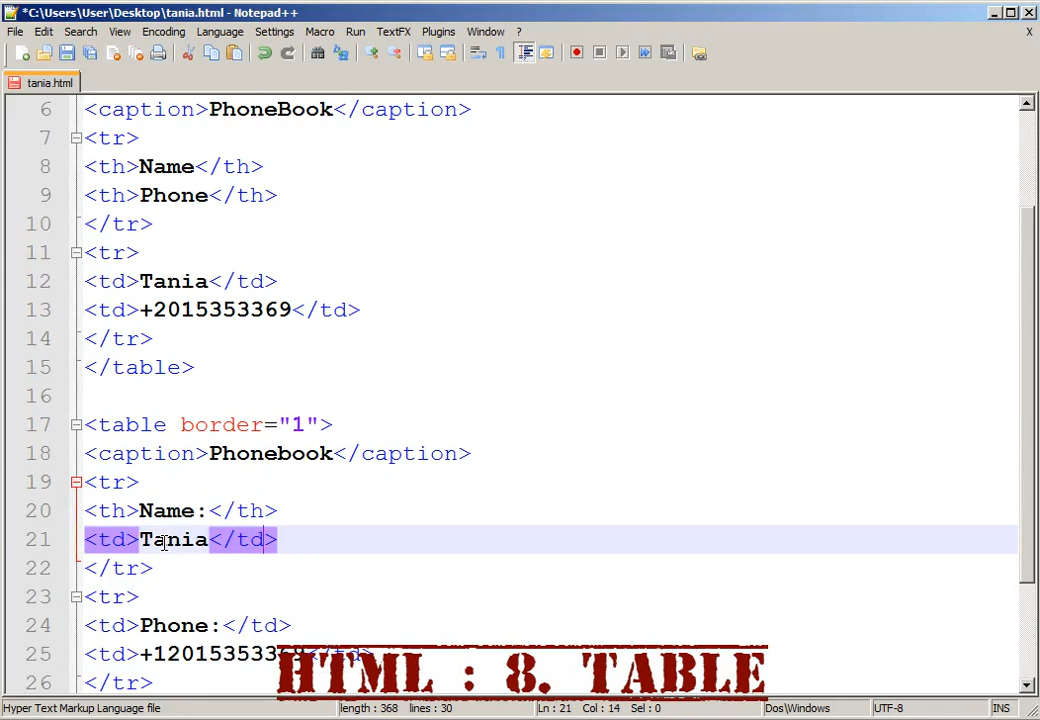 *C:\Users\User\Desktop\tania.html - Notepad++
File Edit Search View Encoding Language Settings Macro Run TextFX Plugins Window ? X
tania.html
6 <caption>PhoneBook</caption>
7 <tr>
8 <th>Name</th>
9 <th>Phone</th>
10 </tr>
11 <tr>
12 <td>Tania</td>
13 <td>+2015353369</td>
14 </tr>
15 </table>
16
17 <table border="1">
18 <caption>Phonebook</caption>
19 <tr>
20 <th>Name:</th>
21 <td>Tania</td>
22 </tr>
23 <tr>
24 <td>Phone:</td>
25 <td>+12015353369</td>
26 </tr>
HTML : 8. TABLE
Hyper Text Markup Language file length : 368 lines : 30 Ln : 21 Col : 14 Sel : 0 Dos\Windows UTF-8 INS